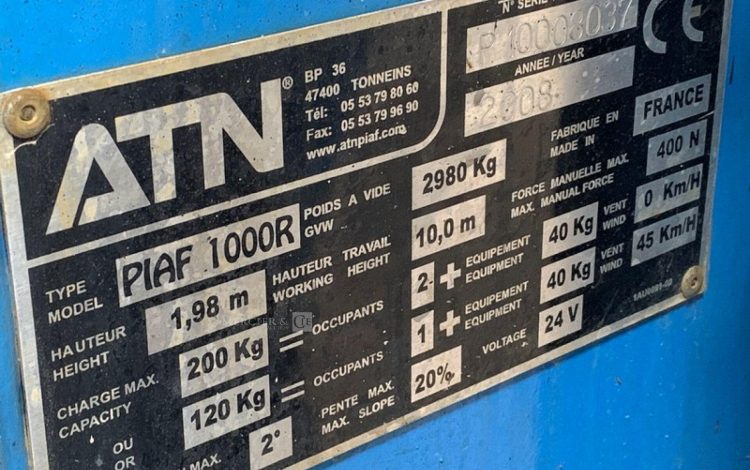 ATN®
BP 36
47400 TONNEINS
Tél: 05 53 79 80 60
Fax: 05 53 79 96 90
www.atnpiaf.com
N° SERIE
P10003037
ANNEE / YEAR
2008
CE
TYPE
MODEL
PIAF 1000R
POIDS A VIDE
GVW
2980 Kg
FABRIQUE EN
MADE IN
FRANCE
HAUTEUR
HEIGHT
1,98 m
HAUTEUR TRAVAIL
WORKING HEIGHT
10,0 m
FORCE MANUELLE MAX.
MAX. MANUAL FORCE
400 N
CHARGE MAX.
CAPACITY
200 Kg = OCCUPANTS 2 + EQUIPEMENT
EQUIPMENT
40 Kg
VENT
WIND
0 Km/H
OU
OR
120 Kg = OCCUPANTS 1 + EQUIPEMENT
EQUIPMENT
40 Kg
VENT
WIND
45 Km/H
MAX.
2°
PENTE MAX.
MAX. SLOPE
20%
VOLTAGE
24 V